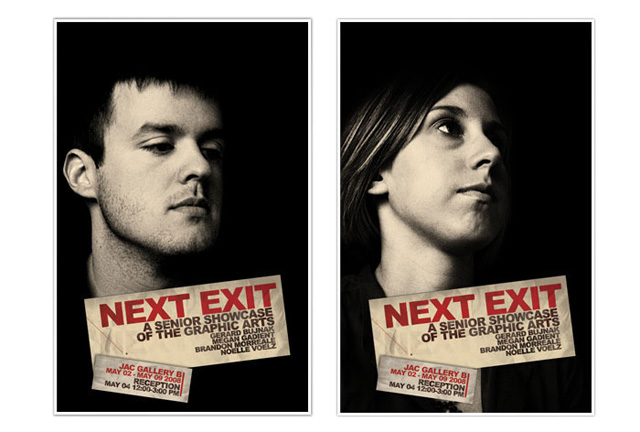 NEXT EXIT
A SENIOR SHOWCASE
OF THE GRAPHIC ARTS
GERARD BUJNAK
MEGAN GADIENT
BRANDON MORREALE
NOELLE VOELZ
JAC GALLERY BI
MAY 02 - MAY 09 2008
RECEPTION
MAY 04 12:00-3:00 PM
NEXT EXIT
A SENIOR SHOWCASE
OF THE GRAPHIC ARTS
GERARD BUJNAK
MEGAN GADIENT
BRANDON MORREALE
NOELLE VOELZ
JAC GALLERY BI
MAY 02 - MAY 09 2008
RECEPTION
MAY 04 12:00-3:00 PM